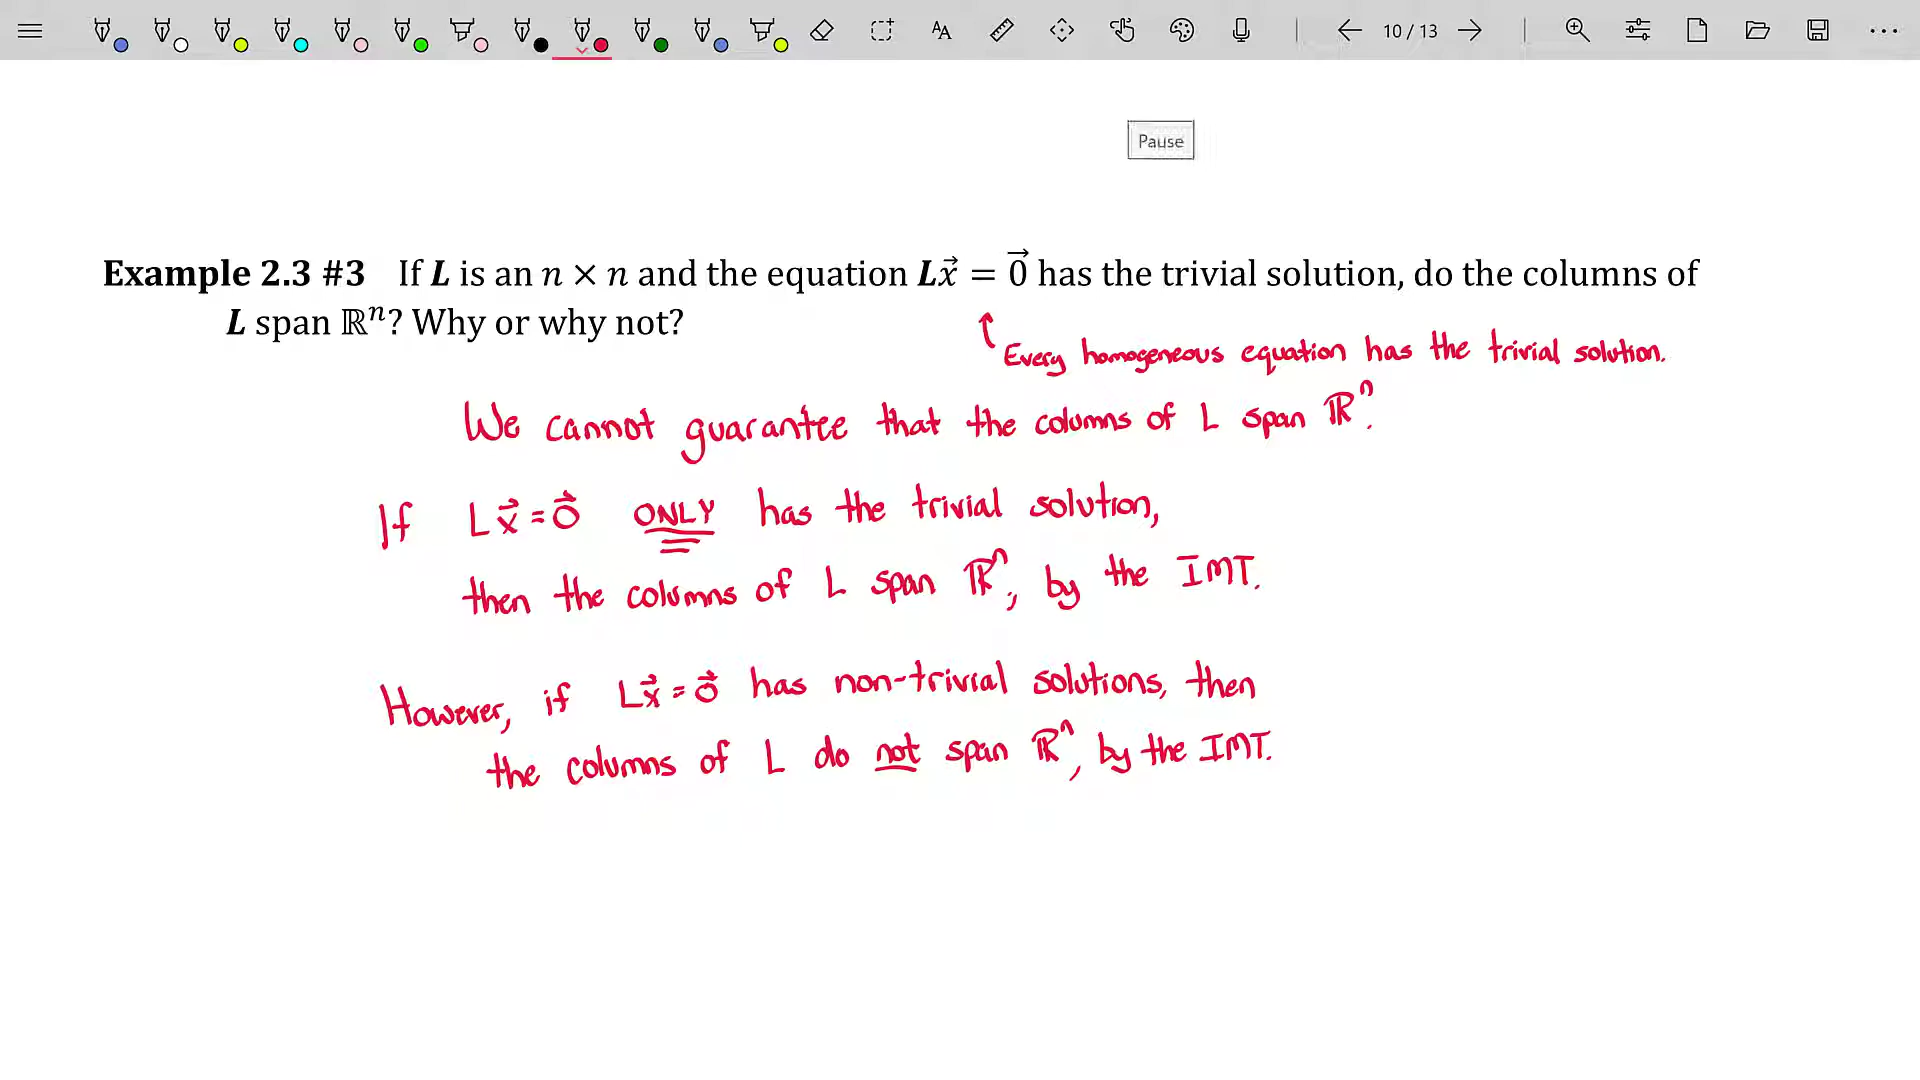 10 / 13
Pause
Example 2.3 #3 If L is an n × n and the equation Lx⃗ = 0⃗ has the trivial solution, do the columns of
L span ℝⁿ? Why or why not?
↑ Every homogeneous equation has the trivial solution.
We cannot guarantee that the columns of L span ℝⁿ.
If Lx⃗ = 0⃗ ONLY has the trivial solution,
then the columns of L span ℝⁿ, by the IMT.
However, if Lx⃗ = 0⃗ has non-trivial solutions, then
the columns of L do not span ℝⁿ, by the IMT.